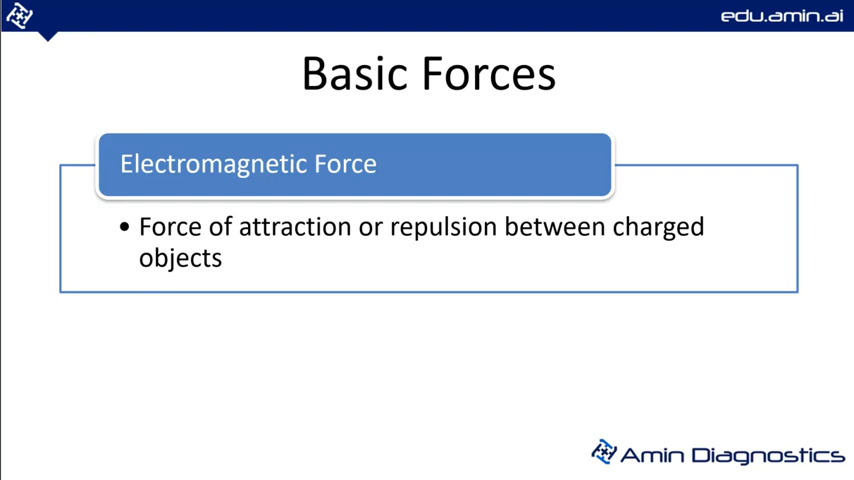 edu.amin.ai
Basic Forces
Electromagnetic Force
• Force of attraction or repulsion between charged
objects
Amin Diagnostics